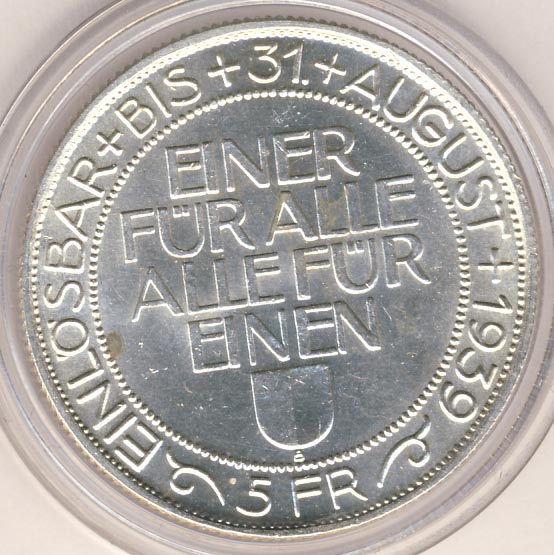 EINLÖSBAR + BIS + 31. + AUGUST + 1939
EINER
FÜR ALLE
ALLE FÜR
EINEN
5 FR